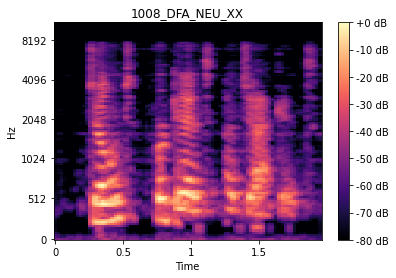 1008_DFA_NEU_XX
8192
4096
2048
1024
512
0
Hz
0
0.5
1
1.5
Time
+0 dB
-10 dB
-20 dB
-30 dB
-40 dB
-50 dB
-60 dB
-70 dB
-80 dB